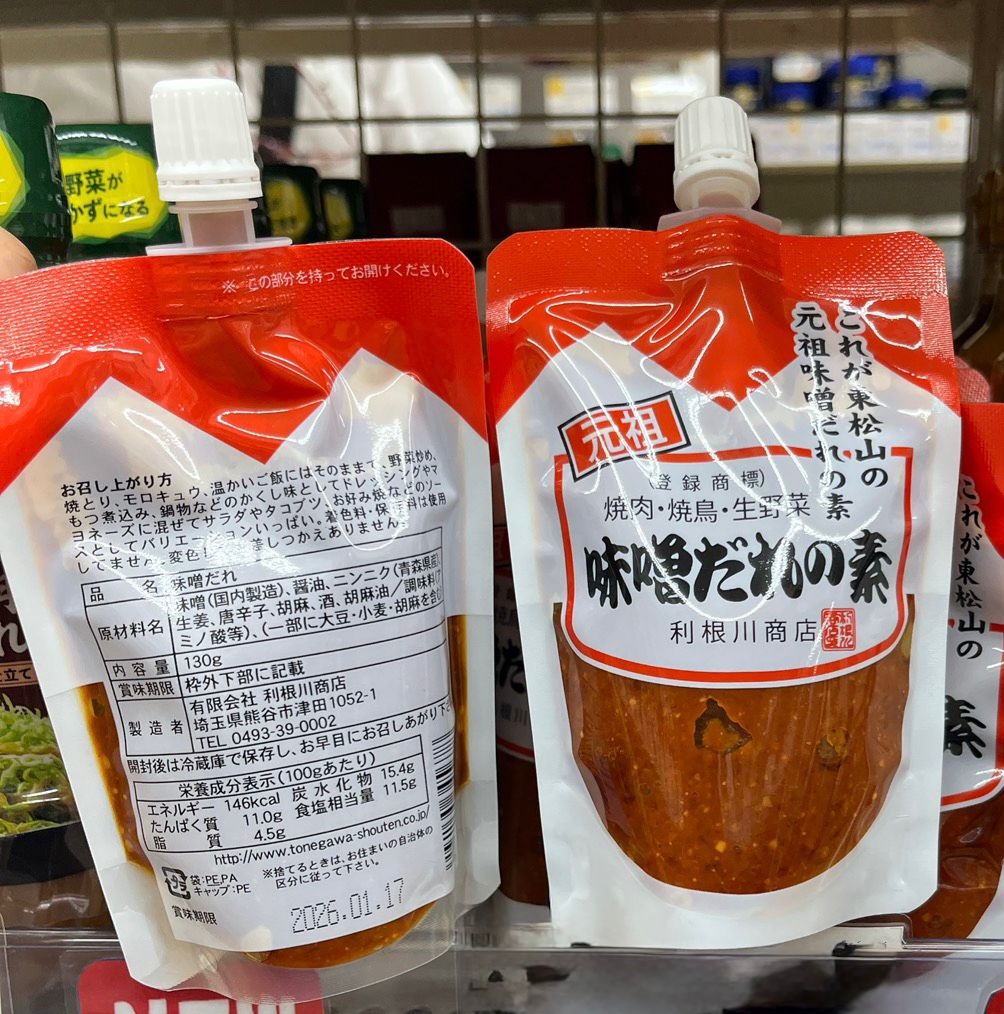 野菜が
かずになる
※ この部分を持ってお開けください。
お召し上がり方
焼とり、モロキュウ、温かいご飯にはそのままで、野菜炒め、
もつ煮込み、鍋物などのかくし味としてドレッシングやマ
ヨネーズに混ぜてサラダやタコブツ、お好み焼などのソー
スとしてバリエーションいっぱい。着色料・保存料は使用
してません。変色 差しつかえありません。
品 名 味噌だれ
原材料名 味噌(国内製造)、醤油、ニンニク(青森県産)、
生姜、唐辛子、胡麻、酒、胡麻油/調味料(ア
ミノ酸等)、(一部に大豆・小麦・胡麻を含む)
内容量 130g
賞味期限 枠外下部に記載
製造者 有限会社 利根川商店
埼玉県熊谷市津田1052-1
TEL 0493-39-0002
開封後は冷蔵庫で保存し、お早目にお召しあがり下さ
栄養成分表示(100gあたり)
エネルギー 146kcal 炭水化物 15.4g
たんぱく質 11.0g 食塩相当量 11.5g
脂質 4.5g
http://www.tonegawa-shouten.co.jp/
プラ
袋:PE,PA
キャップ:PE
※捨てるときは、お住まいの自治体の
区分に従って下さい。
賞味期限
2026.01.17
これが東松山の
元祖味噌だれの素
元祖
(登録商標)
焼肉・焼鳥・生野菜
味噌だれの素
利根川商店
これが東松山の
素
NEW